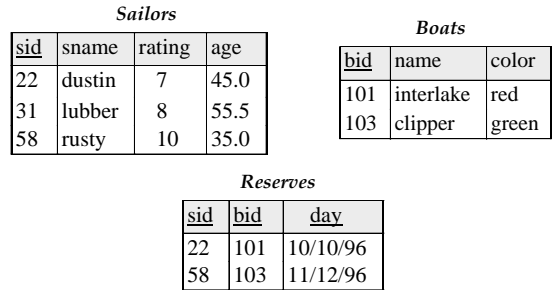 Sailors
sid sname rating age
22 dustin 7 45.0
31 lubber 8 55.5
58 rusty 10 35.0
Boats
bid name color
101 interlake red
103 clipper green
Reserves
sid bid day
22 101 10/10/96
58 103 11/12/96